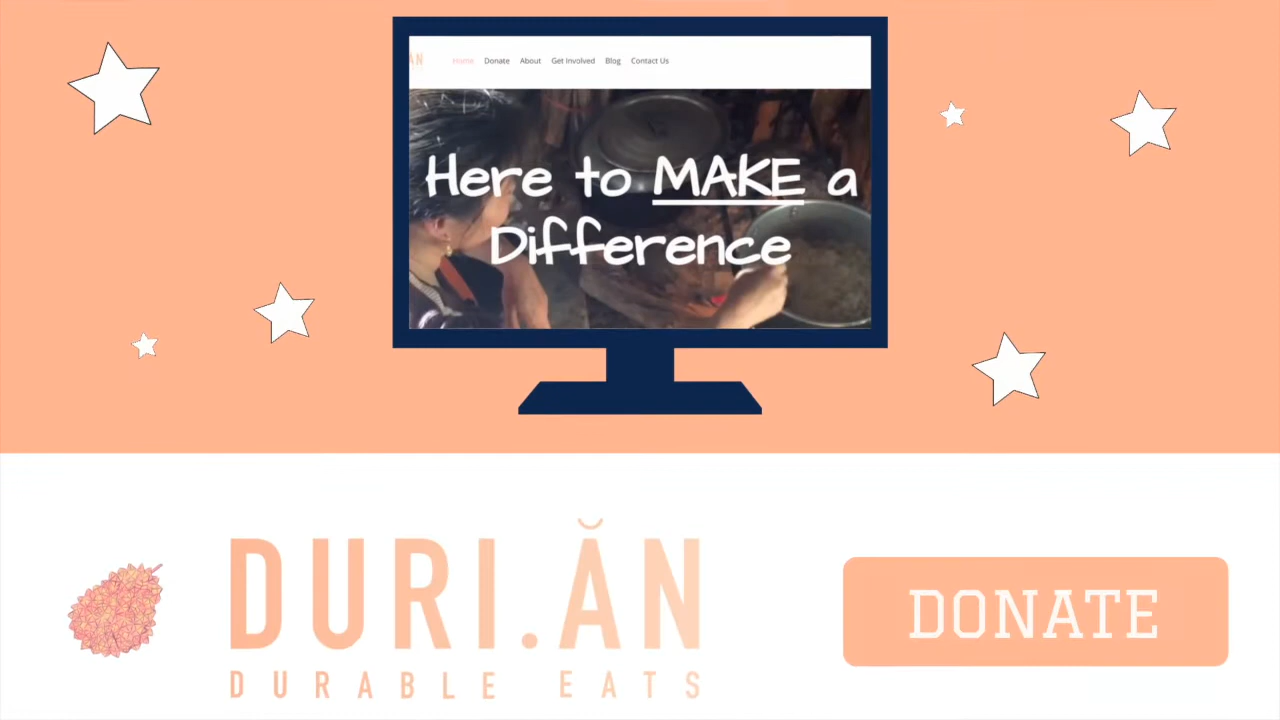 Home Donate About Get Involved Blog Contact Us
Here to MAKE a
Difference
DURI.ĂN
DURABLE EATS
DONATE